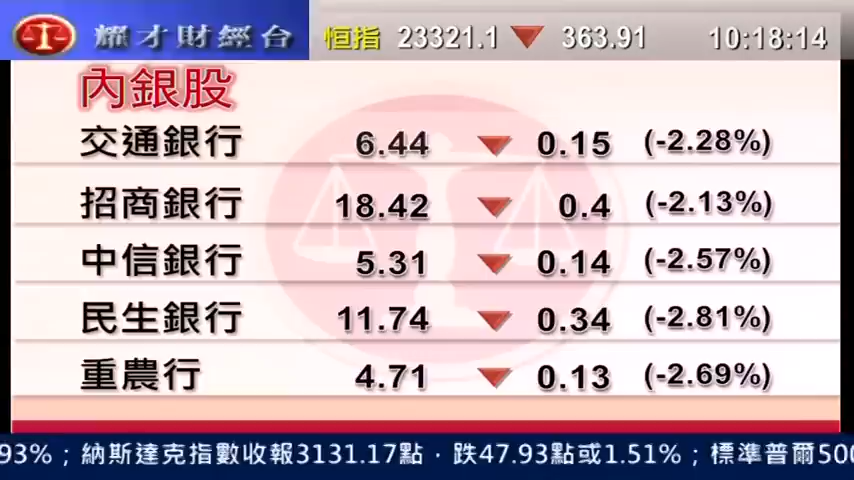 耀才財經台 恒指 23321.1 ▼ 363.91 10:18:14
內銀股
交通銀行 6.44 ▼ 0.15 (-2.28%)
招商銀行 18.42 ▼ 0.4 (-2.13%)
中信銀行 5.31 ▼ 0.14 (-2.57%)
民生銀行 11.74 ▼ 0.34 (-2.81%)
重農行 4.71 ▼ 0.13 (-2.69%)
93%；納斯達克指數收報3131.17點，跌47.93點或1.51%；標準普爾500